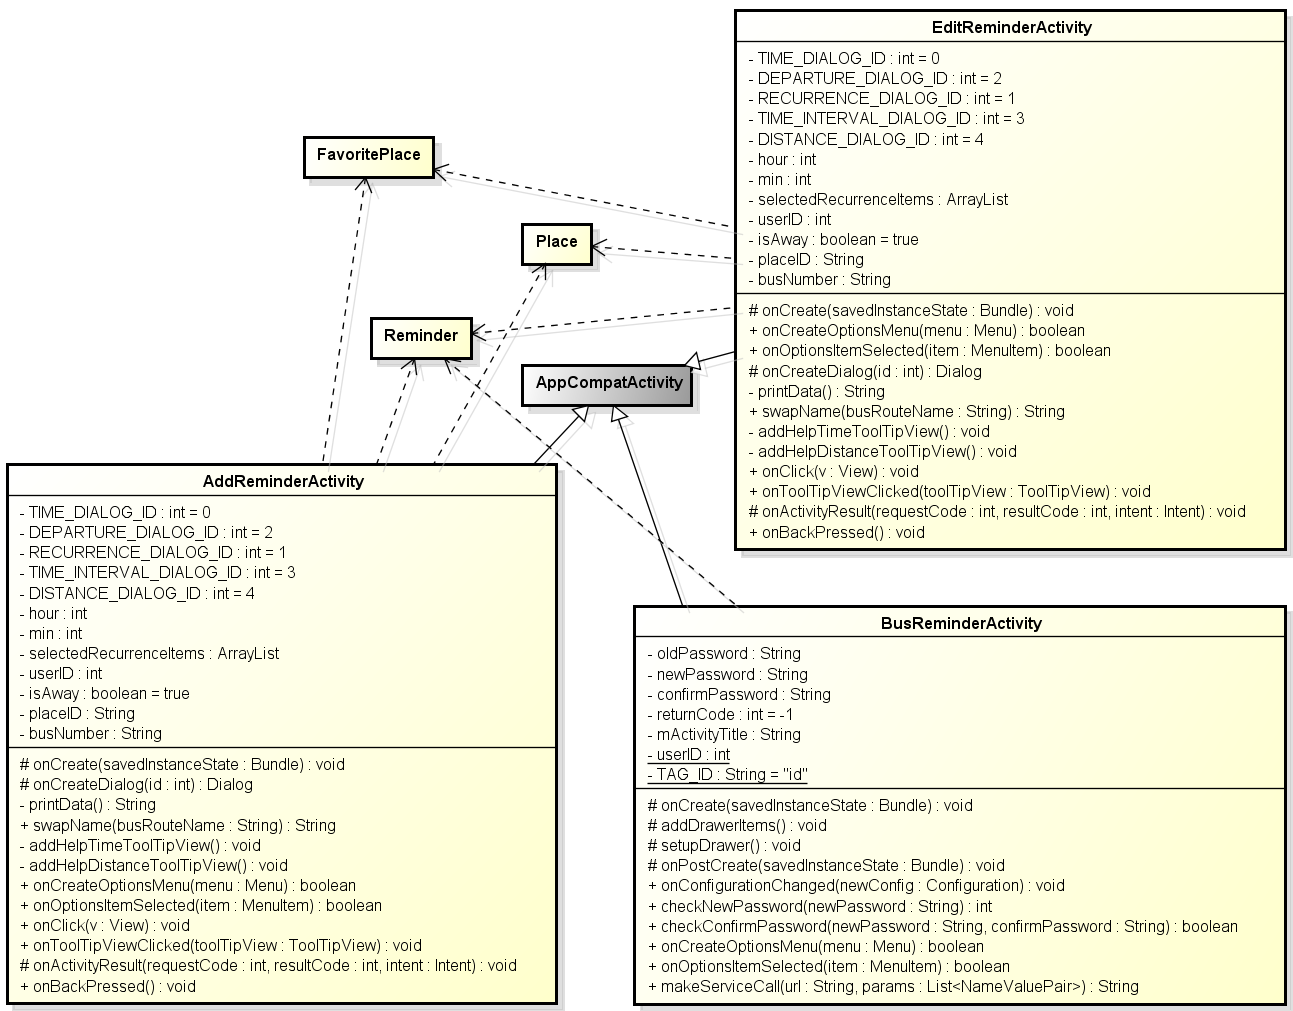 EditReminderActivity
- TIME_DIALOG_ID : int = 0
- DEPARTURE_DIALOG_ID : int = 2
- RECURRENCE_DIALOG_ID : int = 1
- TIME_INTERVAL_DIALOG_ID : int = 3
- DISTANCE_DIALOG_ID : int = 4
- hour : int
- min : int
- selectedRecurrenceItems : ArrayList
- userID : int
- isAway : boolean = true
- placeID : String
- busNumber : String
# onCreate(savedInstanceState : Bundle) : void
+ onCreateOptionsMenu(menu : Menu) : boolean
+ onOptionsItemSelected(item : MenuItem) : boolean
# onCreateDialog(id : int) : Dialog
- printData() : String
+ swapName(busRouteName : String) : String
- addHelpTimeToolTipView() : void
- addHelpDistanceToolTipView() : void
+ onClick(v : View) : void
+ onToolTipViewClicked(toolTipView : ToolTipView) : void
# onActivityResult(requestCode : int, resultCode : int, intent : Intent) : void
+ onBackPressed() : void
FavoritePlace
Place
Reminder
AppCompatActivity
AddReminderActivity
- TIME_DIALOG_ID : int = 0
- DEPARTURE_DIALOG_ID : int = 2
- RECURRENCE_DIALOG_ID : int = 1
- TIME_INTERVAL_DIALOG_ID : int = 3
- DISTANCE_DIALOG_ID : int = 4
- hour : int
- min : int
- selectedRecurrenceItems : ArrayList
- userID : int
- isAway : boolean = true
- placeID : String
- busNumber : String
# onCreate(savedInstanceState : Bundle) : void
# onCreateDialog(id : int) : Dialog
- printData() : String
+ swapName(busRouteName : String) : String
- addHelpTimeToolTipView() : void
- addHelpDistanceToolTipView() : void
+ onCreateOptionsMenu(menu : Menu) : boolean
+ onOptionsItemSelected(item : MenuItem) : boolean
+ onClick(v : View) : void
+ onToolTipViewClicked(toolTipView : ToolTipView) : void
# onActivityResult(requestCode : int, resultCode : int, intent : Intent) : void
+ onBackPressed() : void
BusReminderActivity
- oldPassword : String
- newPassword : String
- confirmPassword : String
- returnCode : int = -1
- mActivityTitle : String
- userID : int
- TAG_ID : String = "id"
# onCreate(savedInstanceState : Bundle) : void
# addDrawerItems() : void
# setupDrawer() : void
# onPostCreate(savedInstanceState : Bundle) : void
+ onConfigurationChanged(newConfig : Configuration) : void
+ checkNewPassword(newPassword : String) : int
+ checkConfirmPassword(newPassword : String, confirmPassword : String) : boolean
+ onCreateOptionsMenu(menu : Menu) : boolean
+ onOptionsItemSelected(item : MenuItem) : boolean
+ makeServiceCall(url : String, params : List<NameValuePair>) : String